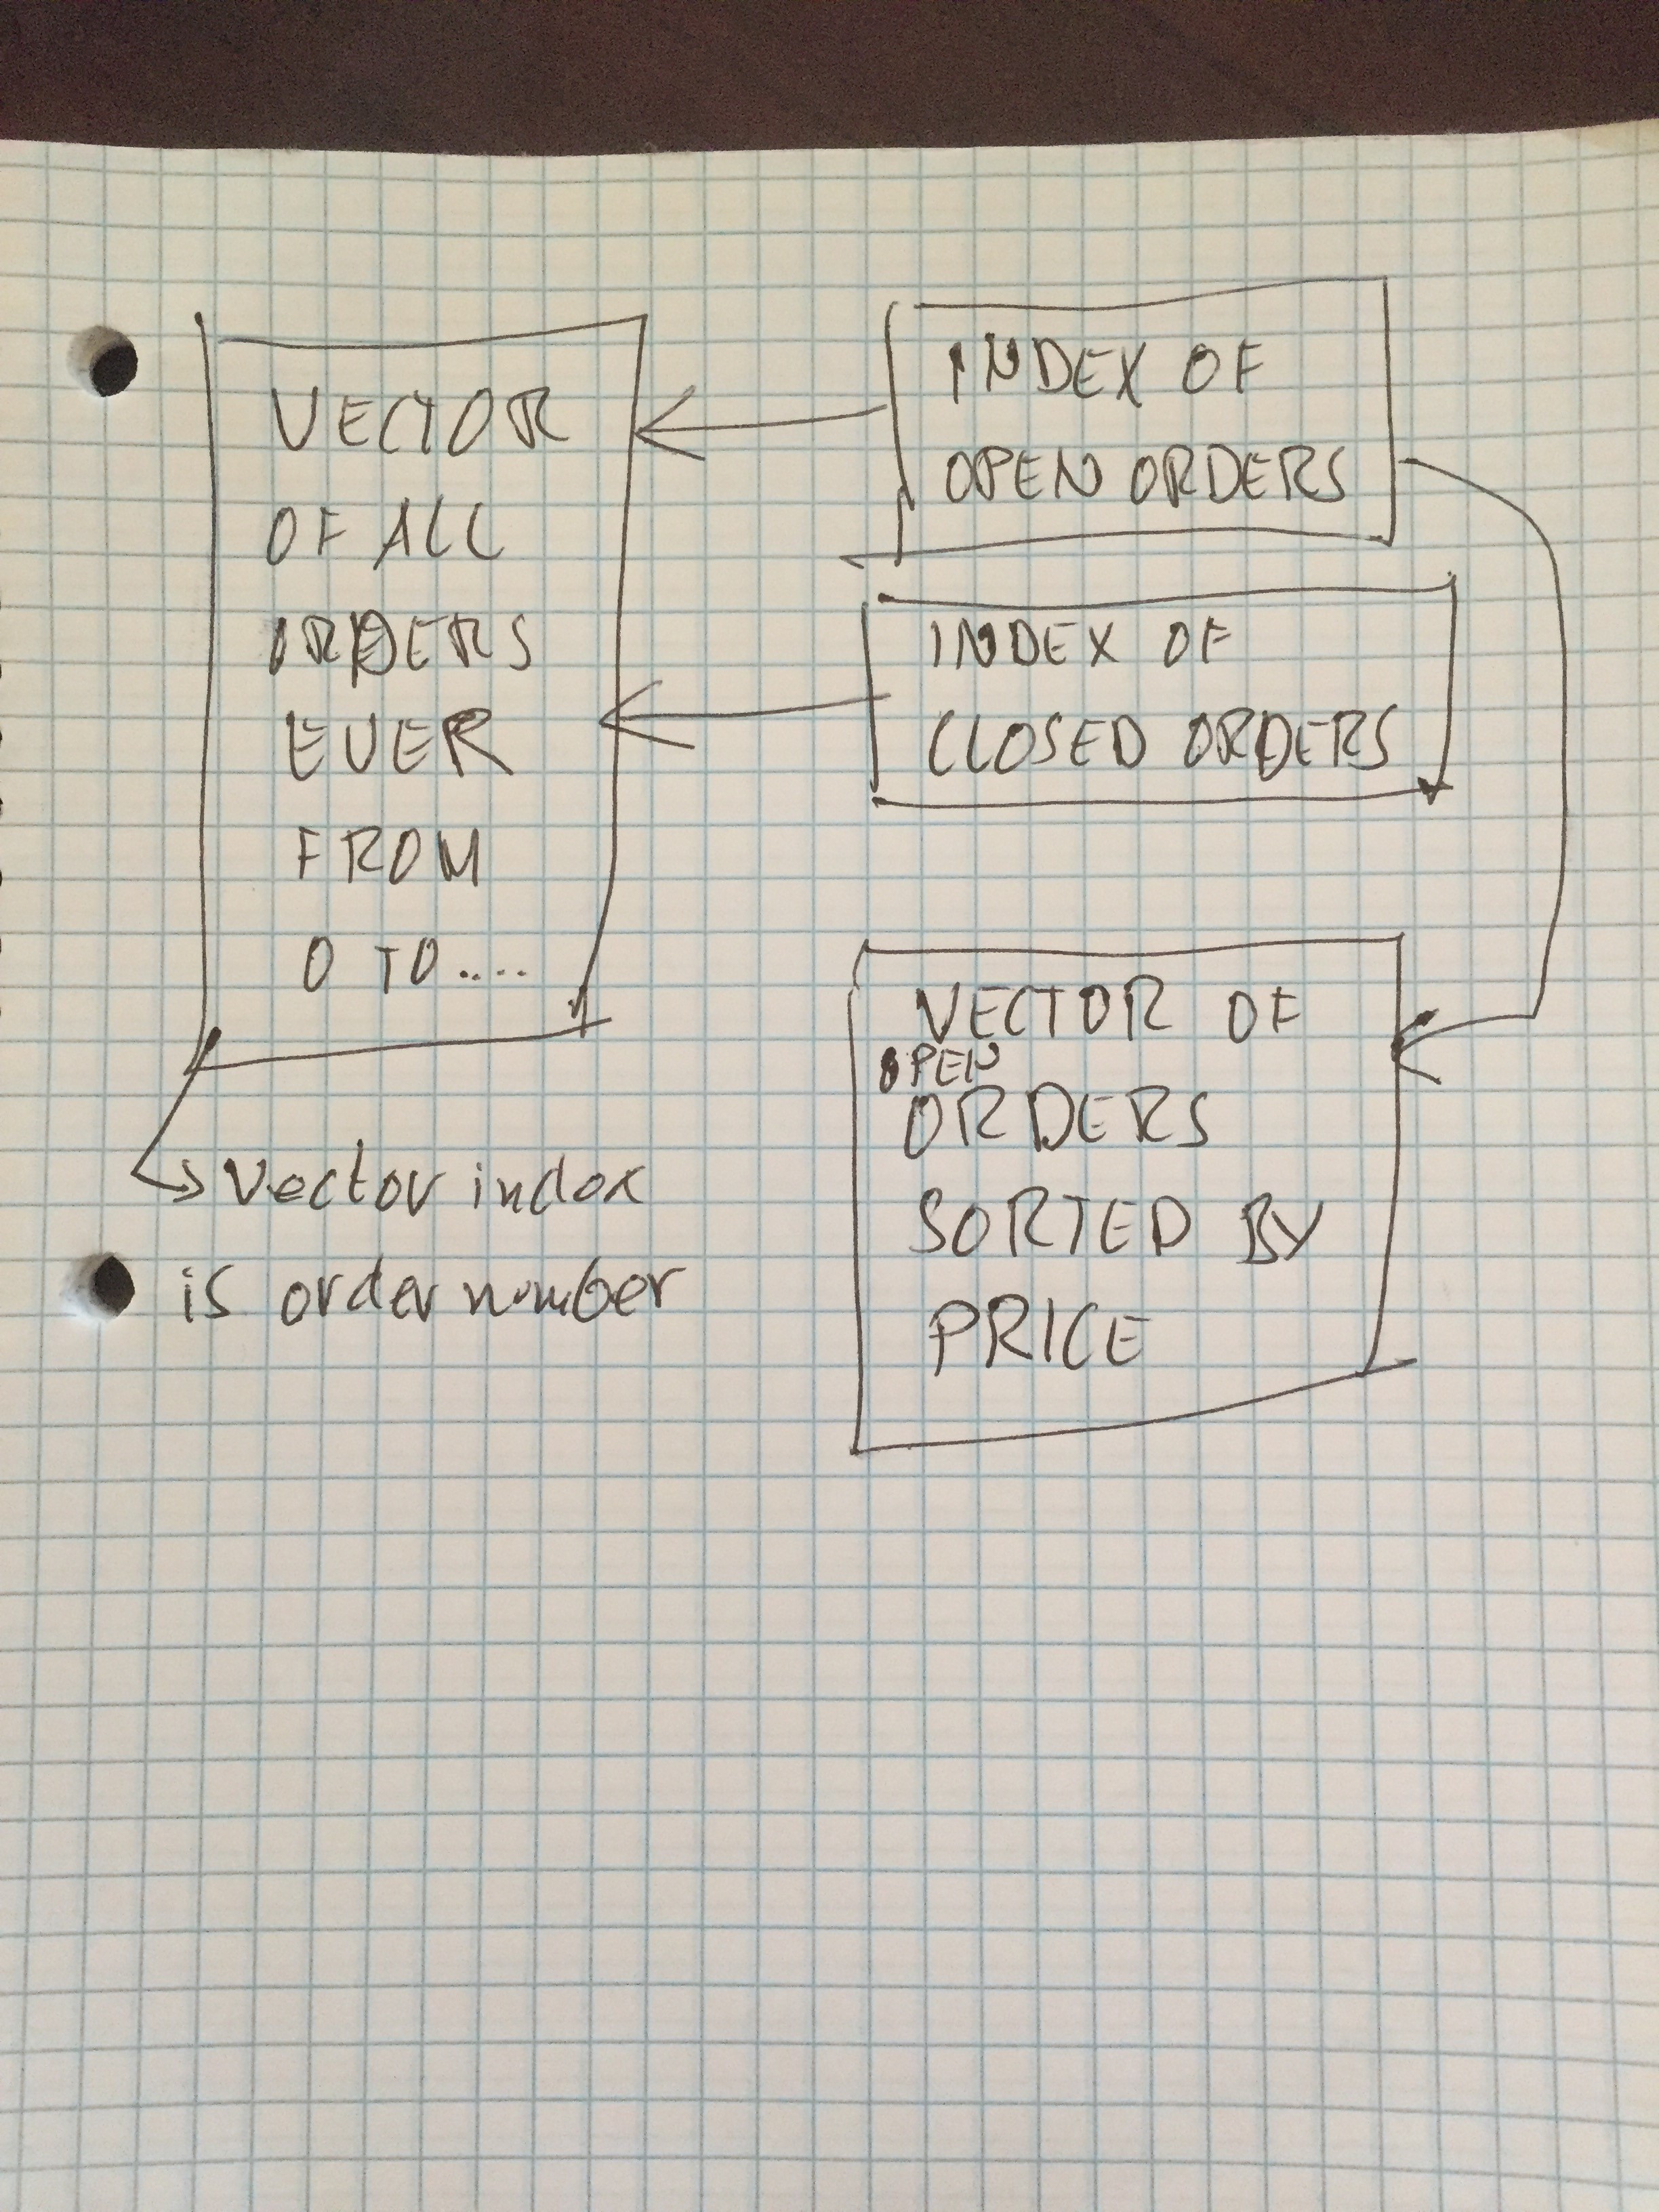 VECTOR
OF ALL
ORDERS
EVER
FROM
0 TO....
vector index
is order number
INDEX OF
OPEN ORDERS
INDEX OF
CLOSED ORDERS
VECTOR OF
OPEN
ORDERS
SORTED BY
PRICE